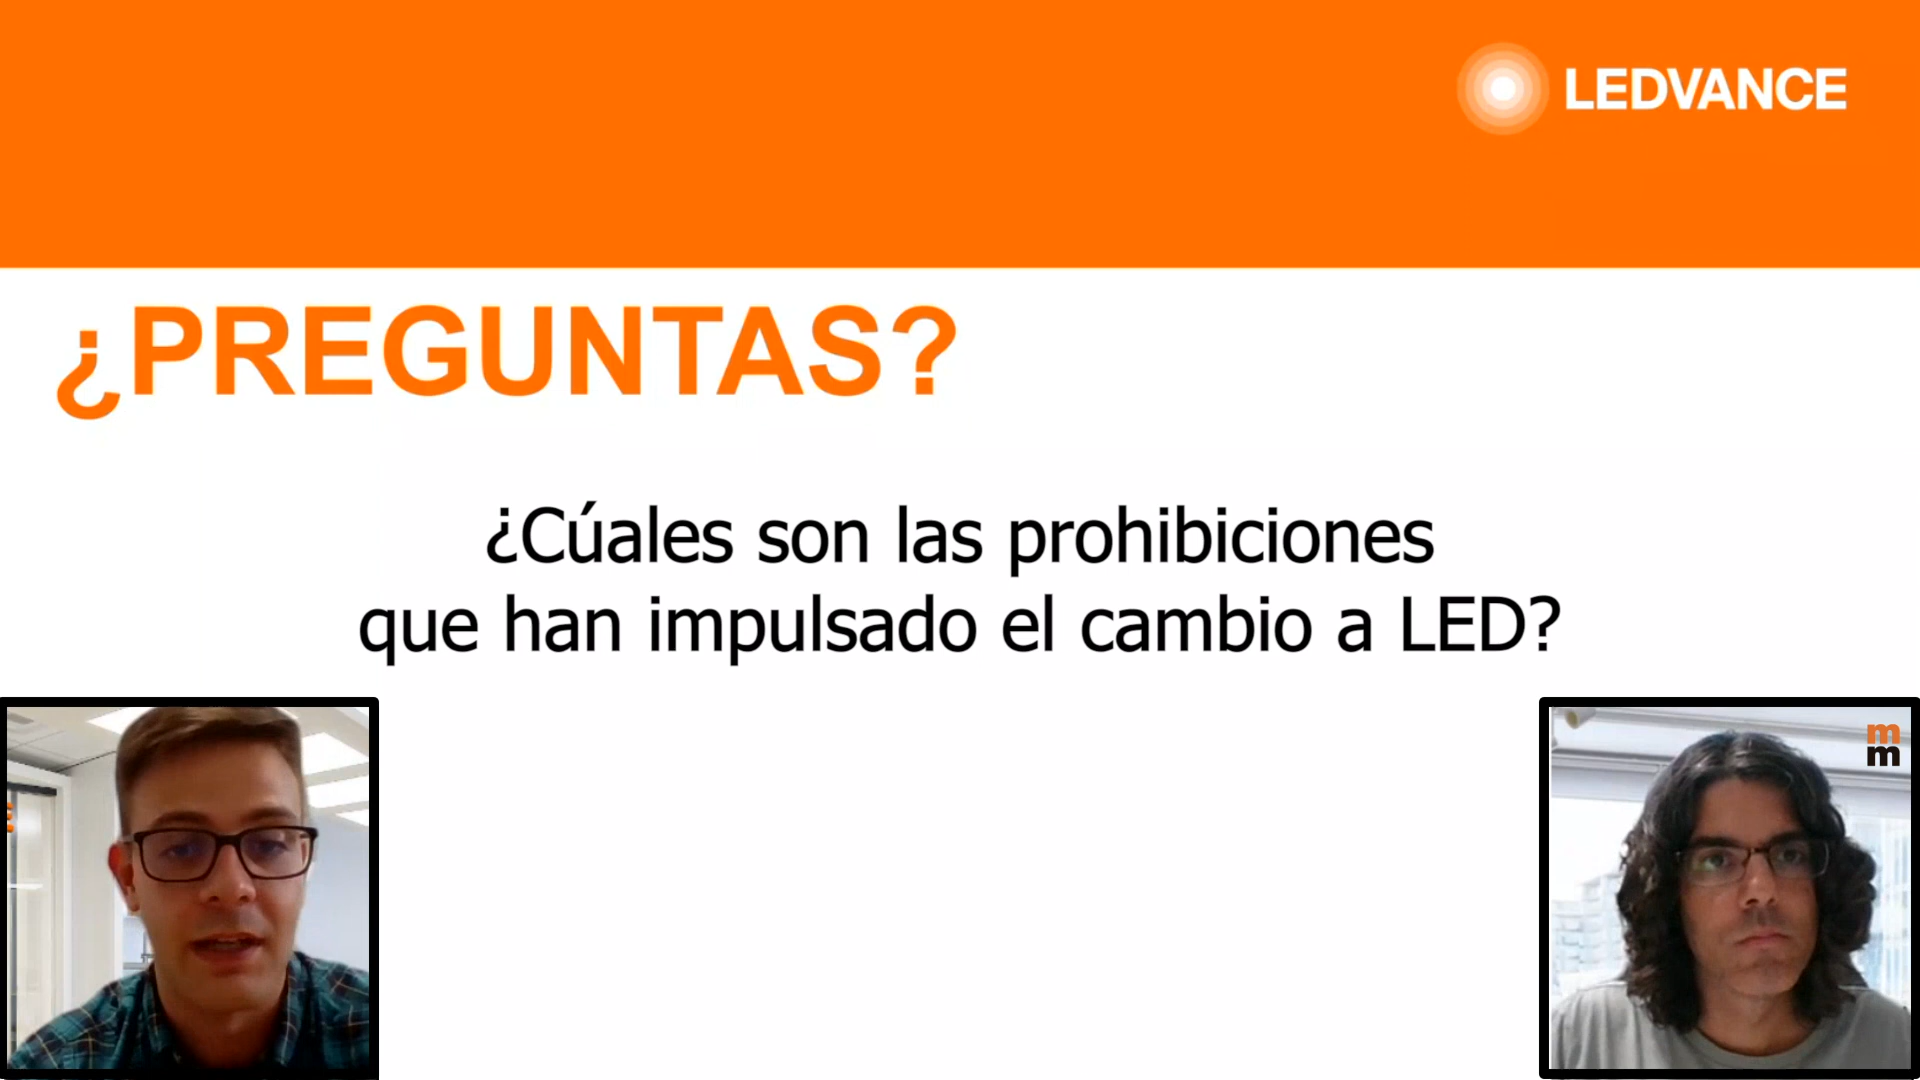 LEDVANCE
¿PREGUNTAS?
¿Cúales son las prohibiciones
que han impulsado el cambio a LED?
m
m